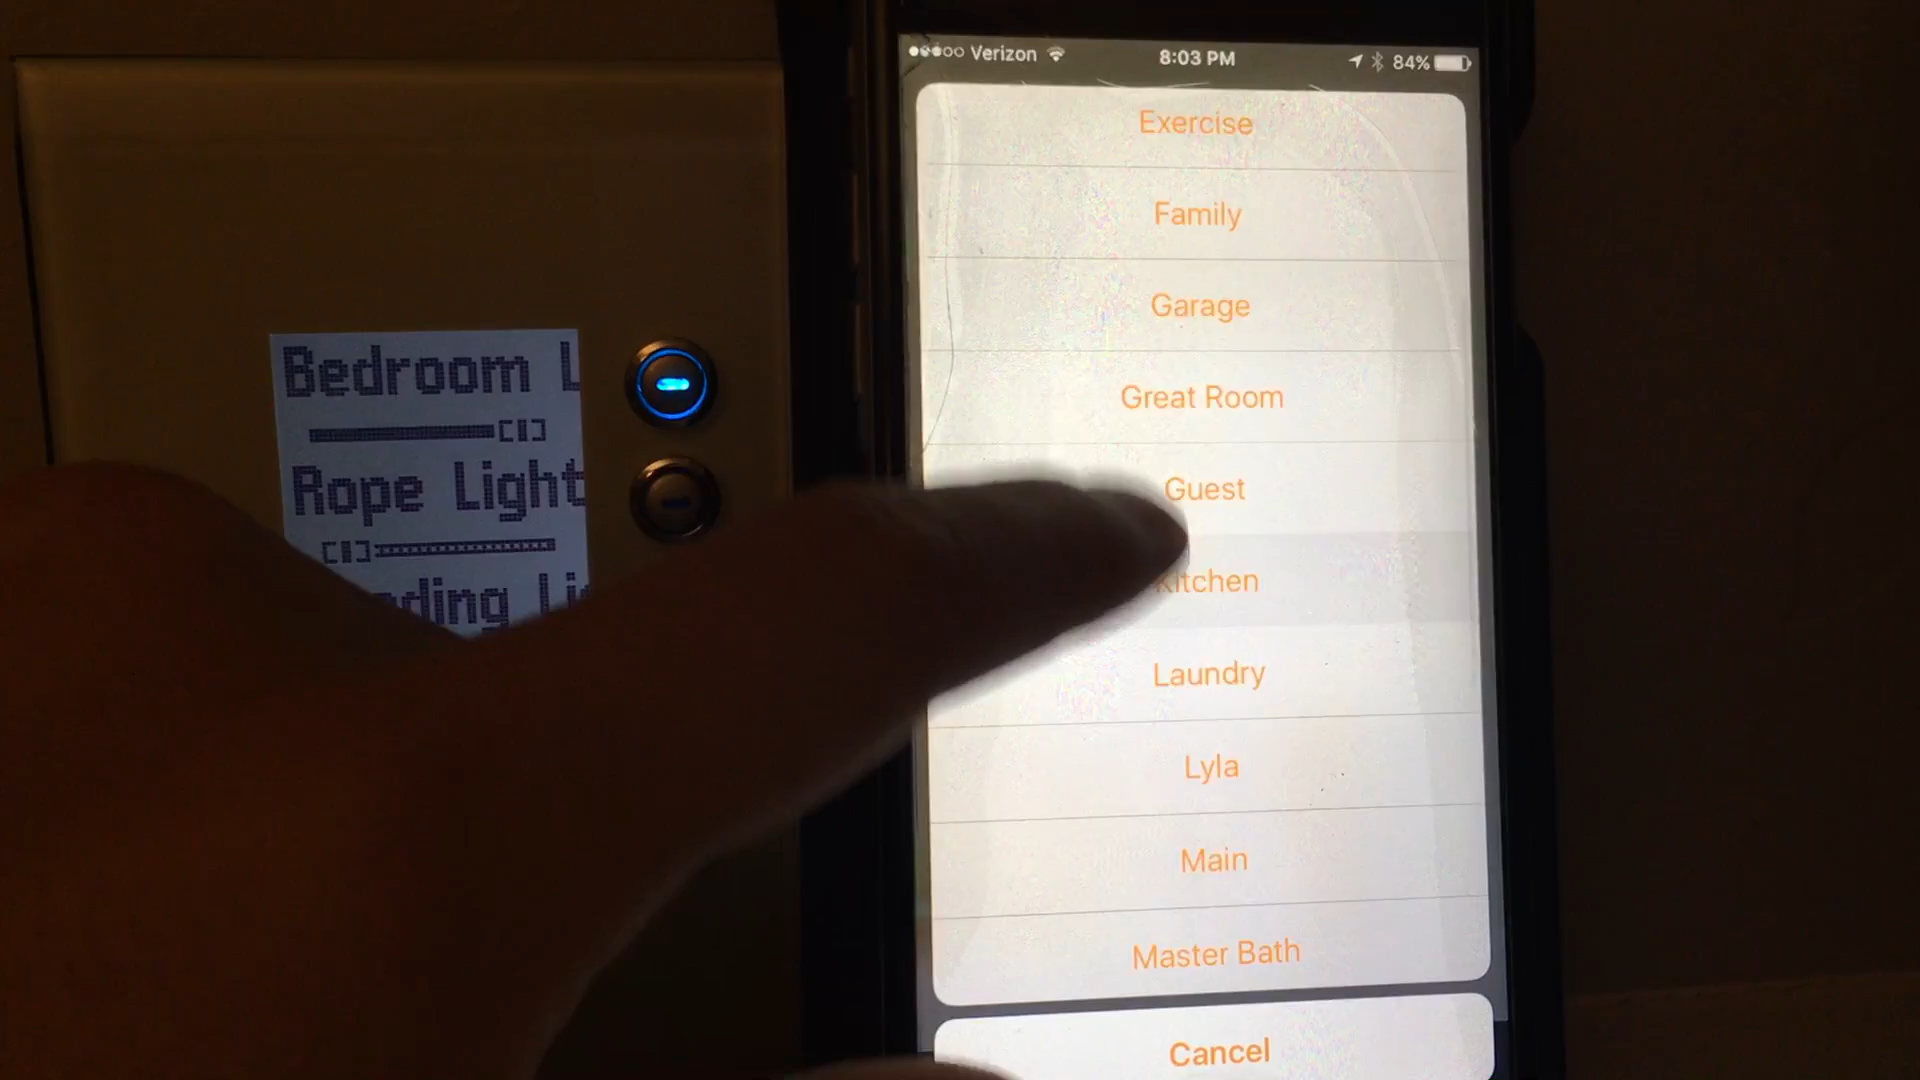 Bedroom L
Rope Light
Verizon 8:03 PM 84%
Exercise
Family
Garage
Great Room
Guest
Kitchen
Laundry
Lyla
Main
Master Bath
Cancel